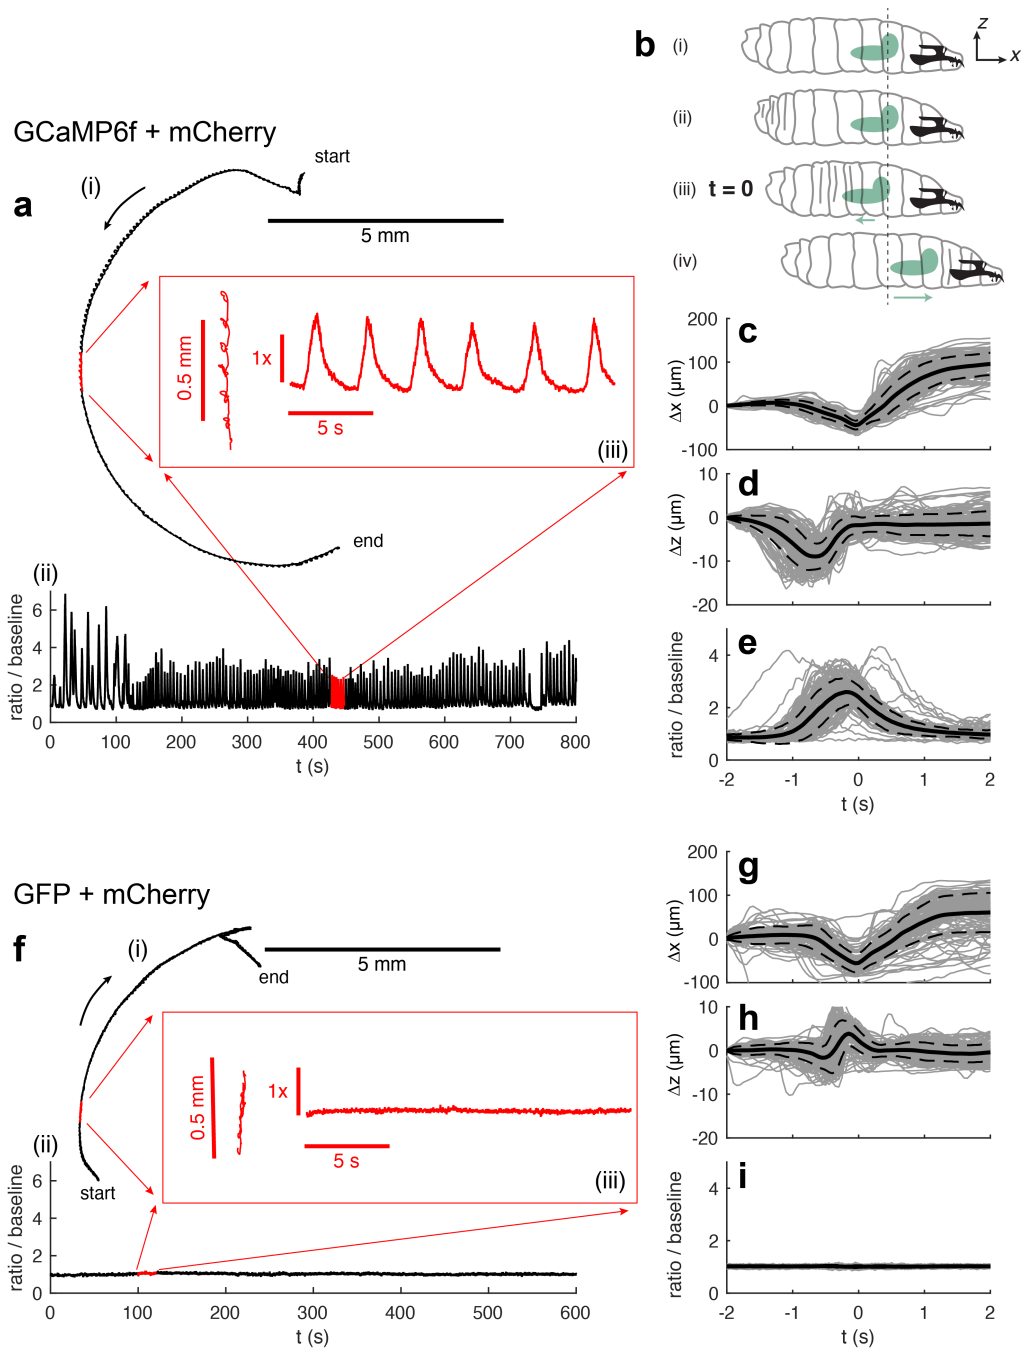 GCaMP6f + mCherry
a
(i)
start
5 mm
0.5 mm
1x
5 s
(iii)
end
(ii)
ratio / baseline
6
4
2
0
0 100 200 300 400 500 600 700 800
t (s)
b
(i)
z
x
(ii)
(iii) t = 0
(iv)
c
Δx (µm)
200
100
0
-100
d
Δz (µm)
10
0
-10
-20
e
ratio / baseline
4
2
0
-2 -1 0 1 2
t (s)
GFP + mCherry
f
(i)
end
5 mm
0.5 mm
1x
5 s
(iii)
start
(ii)
ratio / baseline
6
4
2
0
0 100 200 300 400 500 600
t (s)
g
Δx (µm)
200
100
0
-100
h
Δz (µm)
10
0
-10
-20
i
ratio / baseline
4
2
0
-2 -1 0 1 2
t (s)